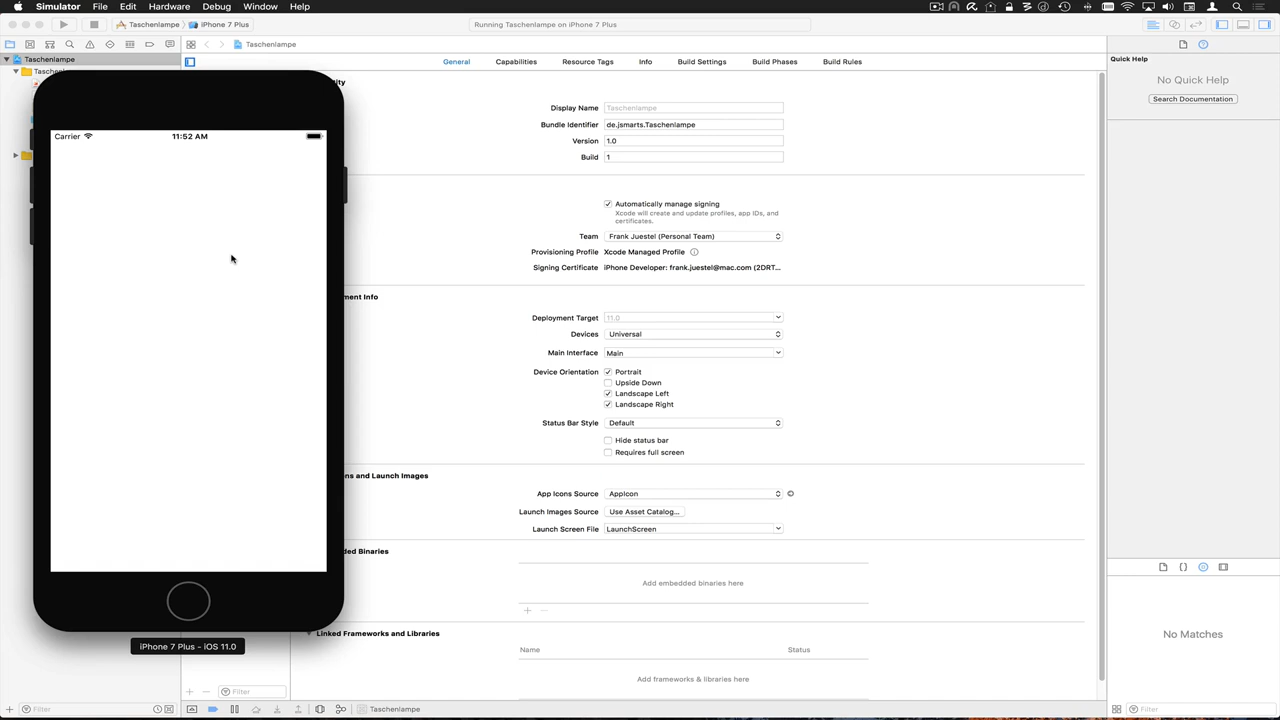 Simulator File Edit Hardware Debug Window Help
Taschenlampe iPhone 7 Plus Running Taschenlampe on iPhone 7 Plus
Taschenlampe
Quick Help
No Quick Help
Search Documentation
Taschenlampe
General Capabilities Resource Tags Info Build Settings Build Phases Build Rules
Display Name Taschenlampe
Bundle Identifier de.jsmarts.Taschenlampe
Version 1.0
Build 1
Carrier 11:52 AM
Automatically manage signing
Xcode will create and update profiles, app IDs, and
certificates.
Team Frank Juestel (Personal Team)
Provisioning Profile Xcode Managed Profile
Signing Certificate iPhone Developer: frank.juestel@mac.com (2DRT...
ment Info
Deployment Target 11.0
Devices Universal
Main Interface Main
Device Orientation Portrait
Upside Down
Landscape Left
Landscape Right
Status Bar Style Default
Hide status bar
Requires full screen
ns and Launch Images
App Icons Source AppIcon
Launch Images Source Use Asset Catalog...
Launch Screen File LaunchScreen
ded Binaries
Add embedded binaries here
Linked Frameworks and Libraries
Name Status
Add frameworks & libraries here
iPhone 7 Plus – iOS 11.0
No Matches
Filter
Filter
Taschenlampe
Filter